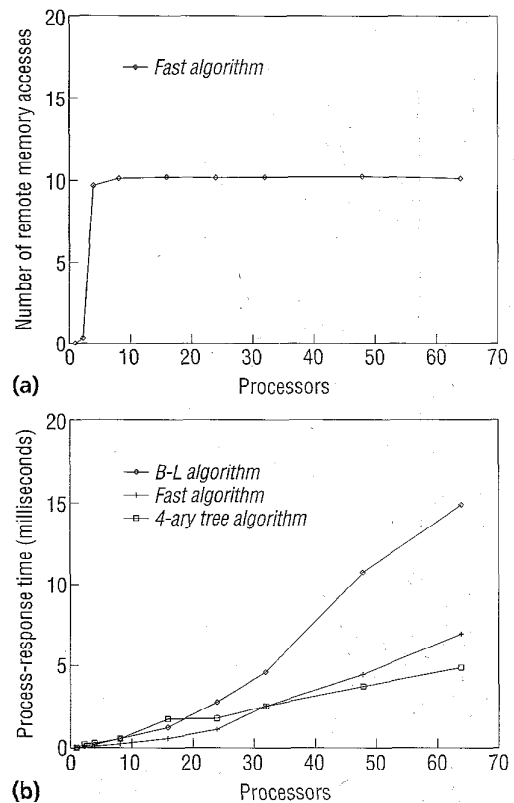 20
15
10
5
0
Number of remote memory accesses
Fast algorithm
0 10 20 30 40 50 60 70
Processors
(a)
20
15
10
5
0
Process-response time (milliseconds)
B-L algorithm
Fast algorithm
4-ary tree algorithm
0 10 20 30 40 50 60 70
Processors
(b)